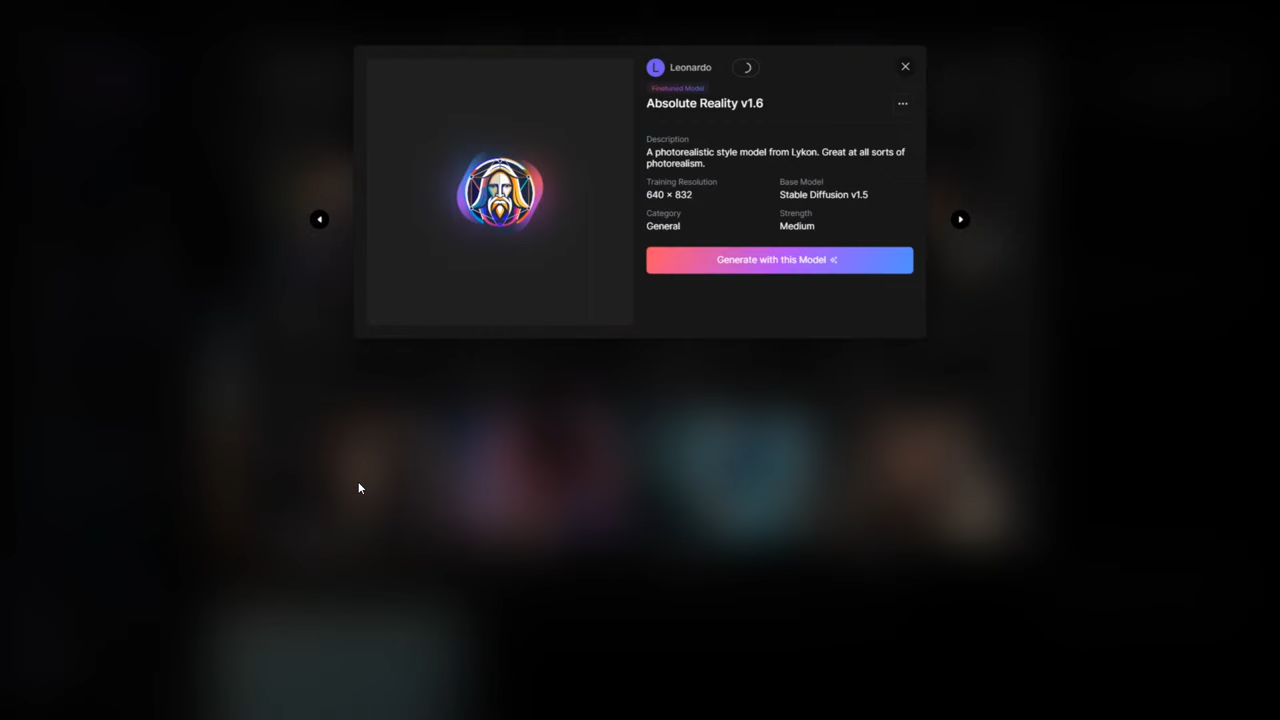 L Leonardo
Finetuned Model
Absolute Reality v1.6
Description
A photorealistic style model from Lykon. Great at all sorts of
photorealism.
Training Resolution
Base Model
640 × 832
Stable Diffusion v1.5
Category
Strength
General
Medium
Generate with this Model